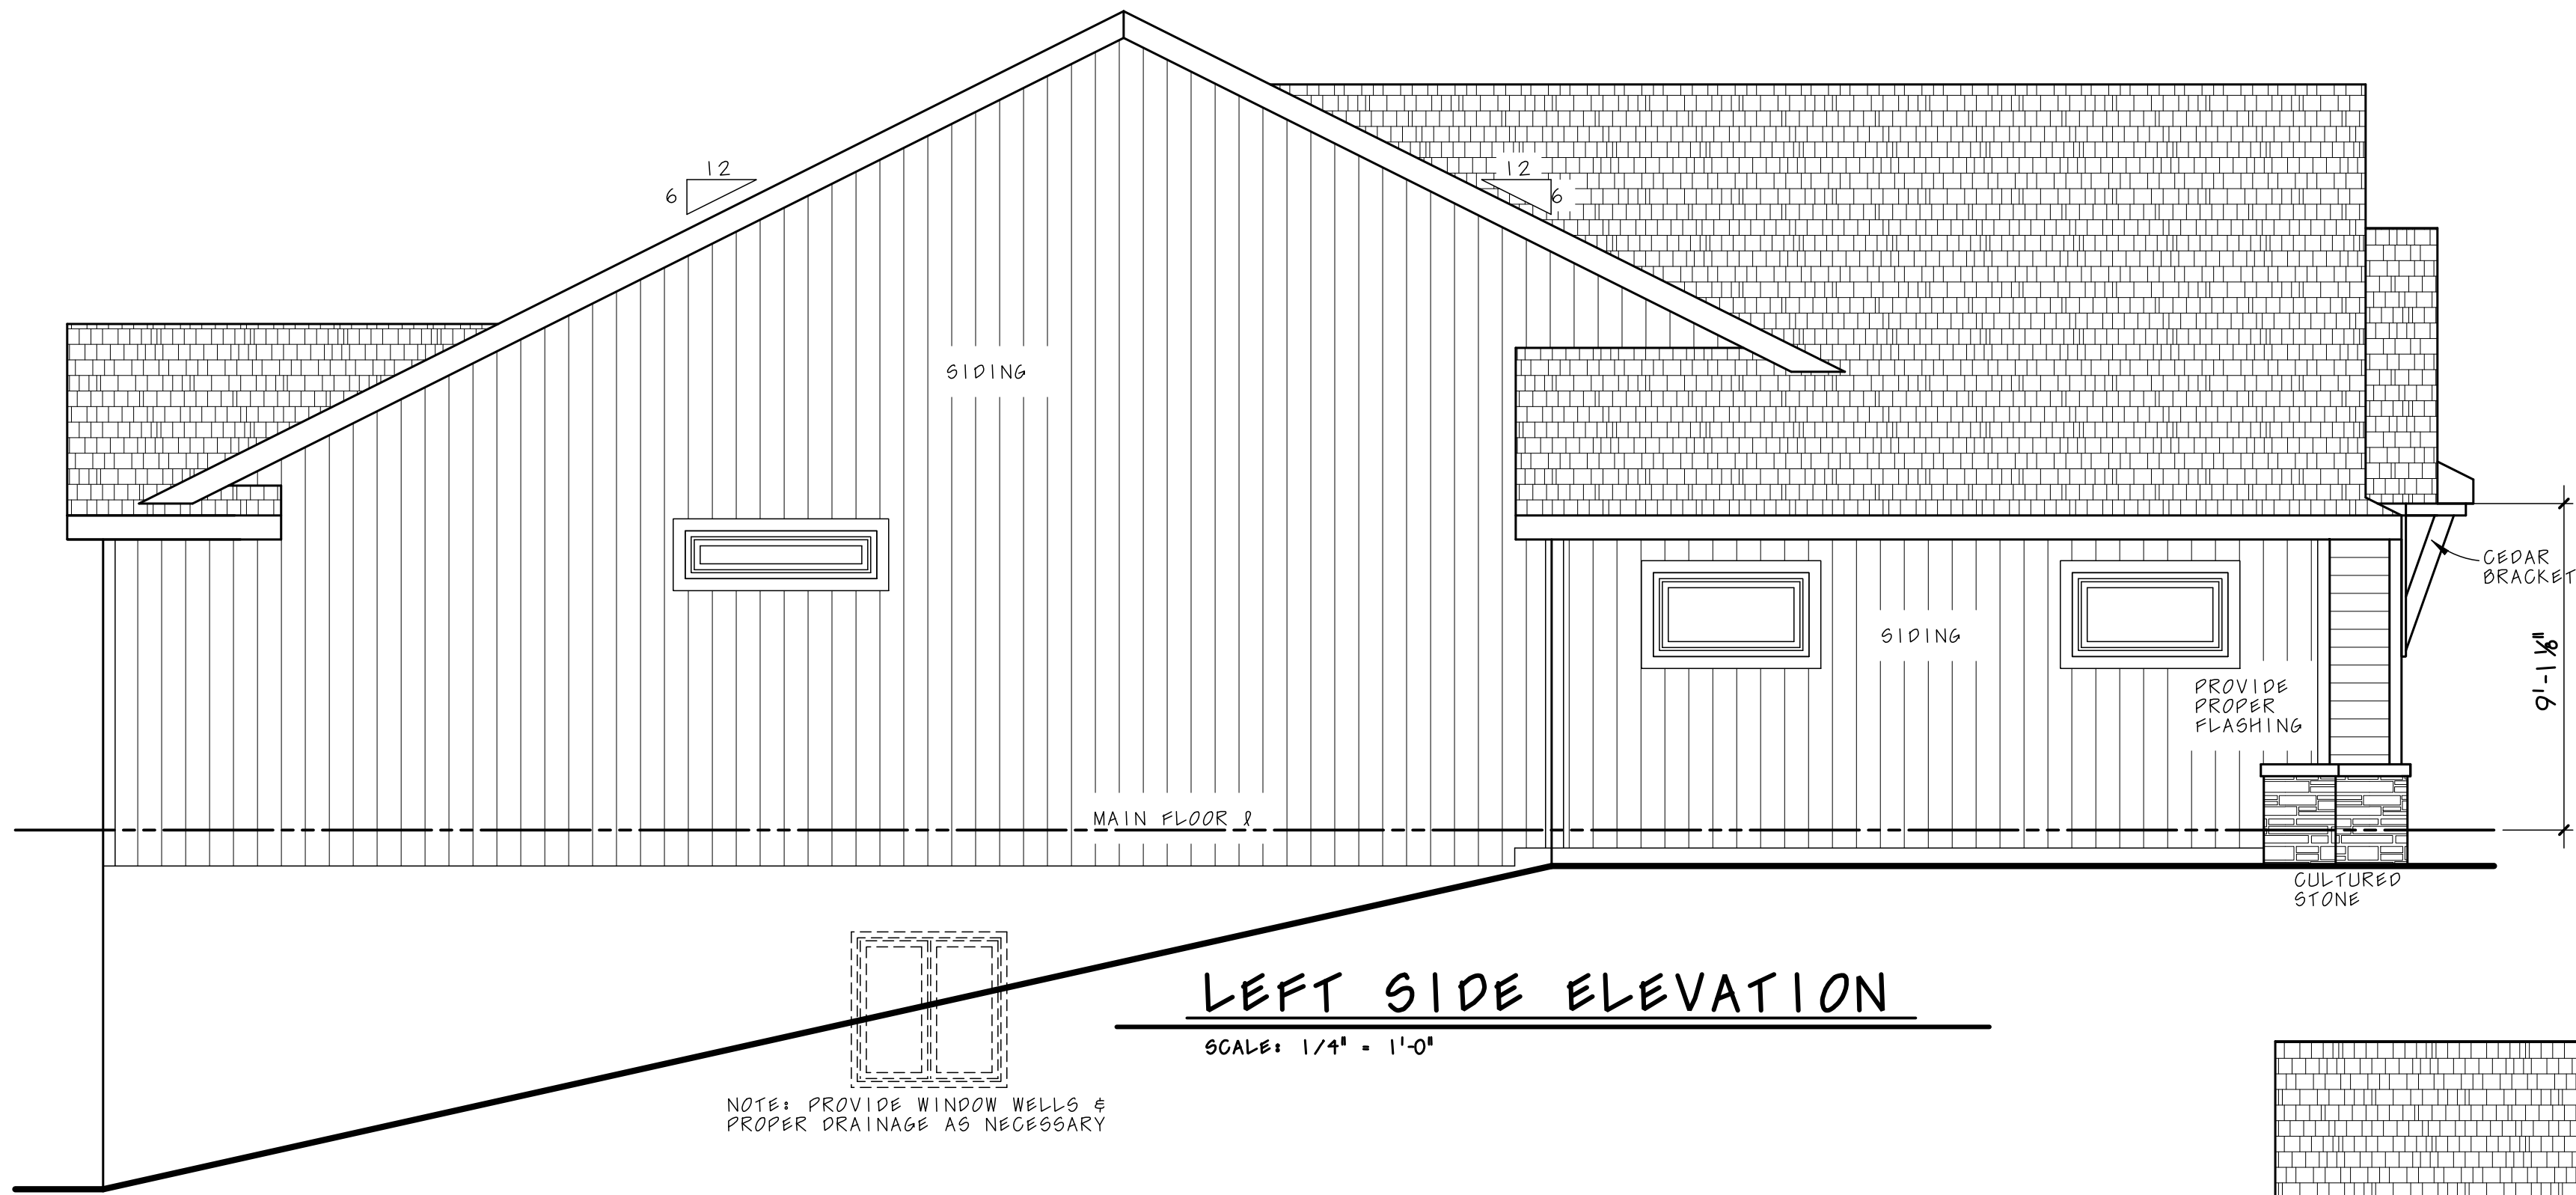 12
6
12
6
SIDING
CEDAR
BRACKET
SIDING
9'-1 1/8"
PROVIDE
PROPER
FLASHING
MAIN FLOOR ℓ
CULTURED
STONE
LEFT SIDE ELEVATION
SCALE: 1/4" = 1'-0"
NOTE: PROVIDE WINDOW WELLS &
PROPER DRAINAGE AS NECESSARY